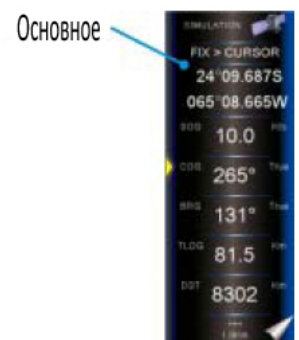 Основное
SIMULATION
FIX > CURSOR
24°09.687S
065°08.665W
SOG 10.0 Kts
COG 265° True
BRG 131° True
TLOG 81.5 Km
DST 8302 Km